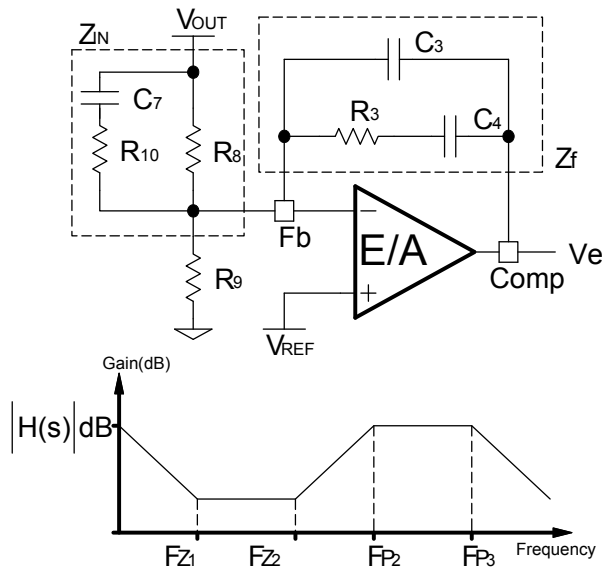 VOUT
ZIN
C3
C7
R3
C4
R10
R8
Zf
Fb
E/A
Ve
R9
Comp
VREF
Gain(dB)
|H(s)|dB
FZ1
FZ2
FP2
FP3
Frequency